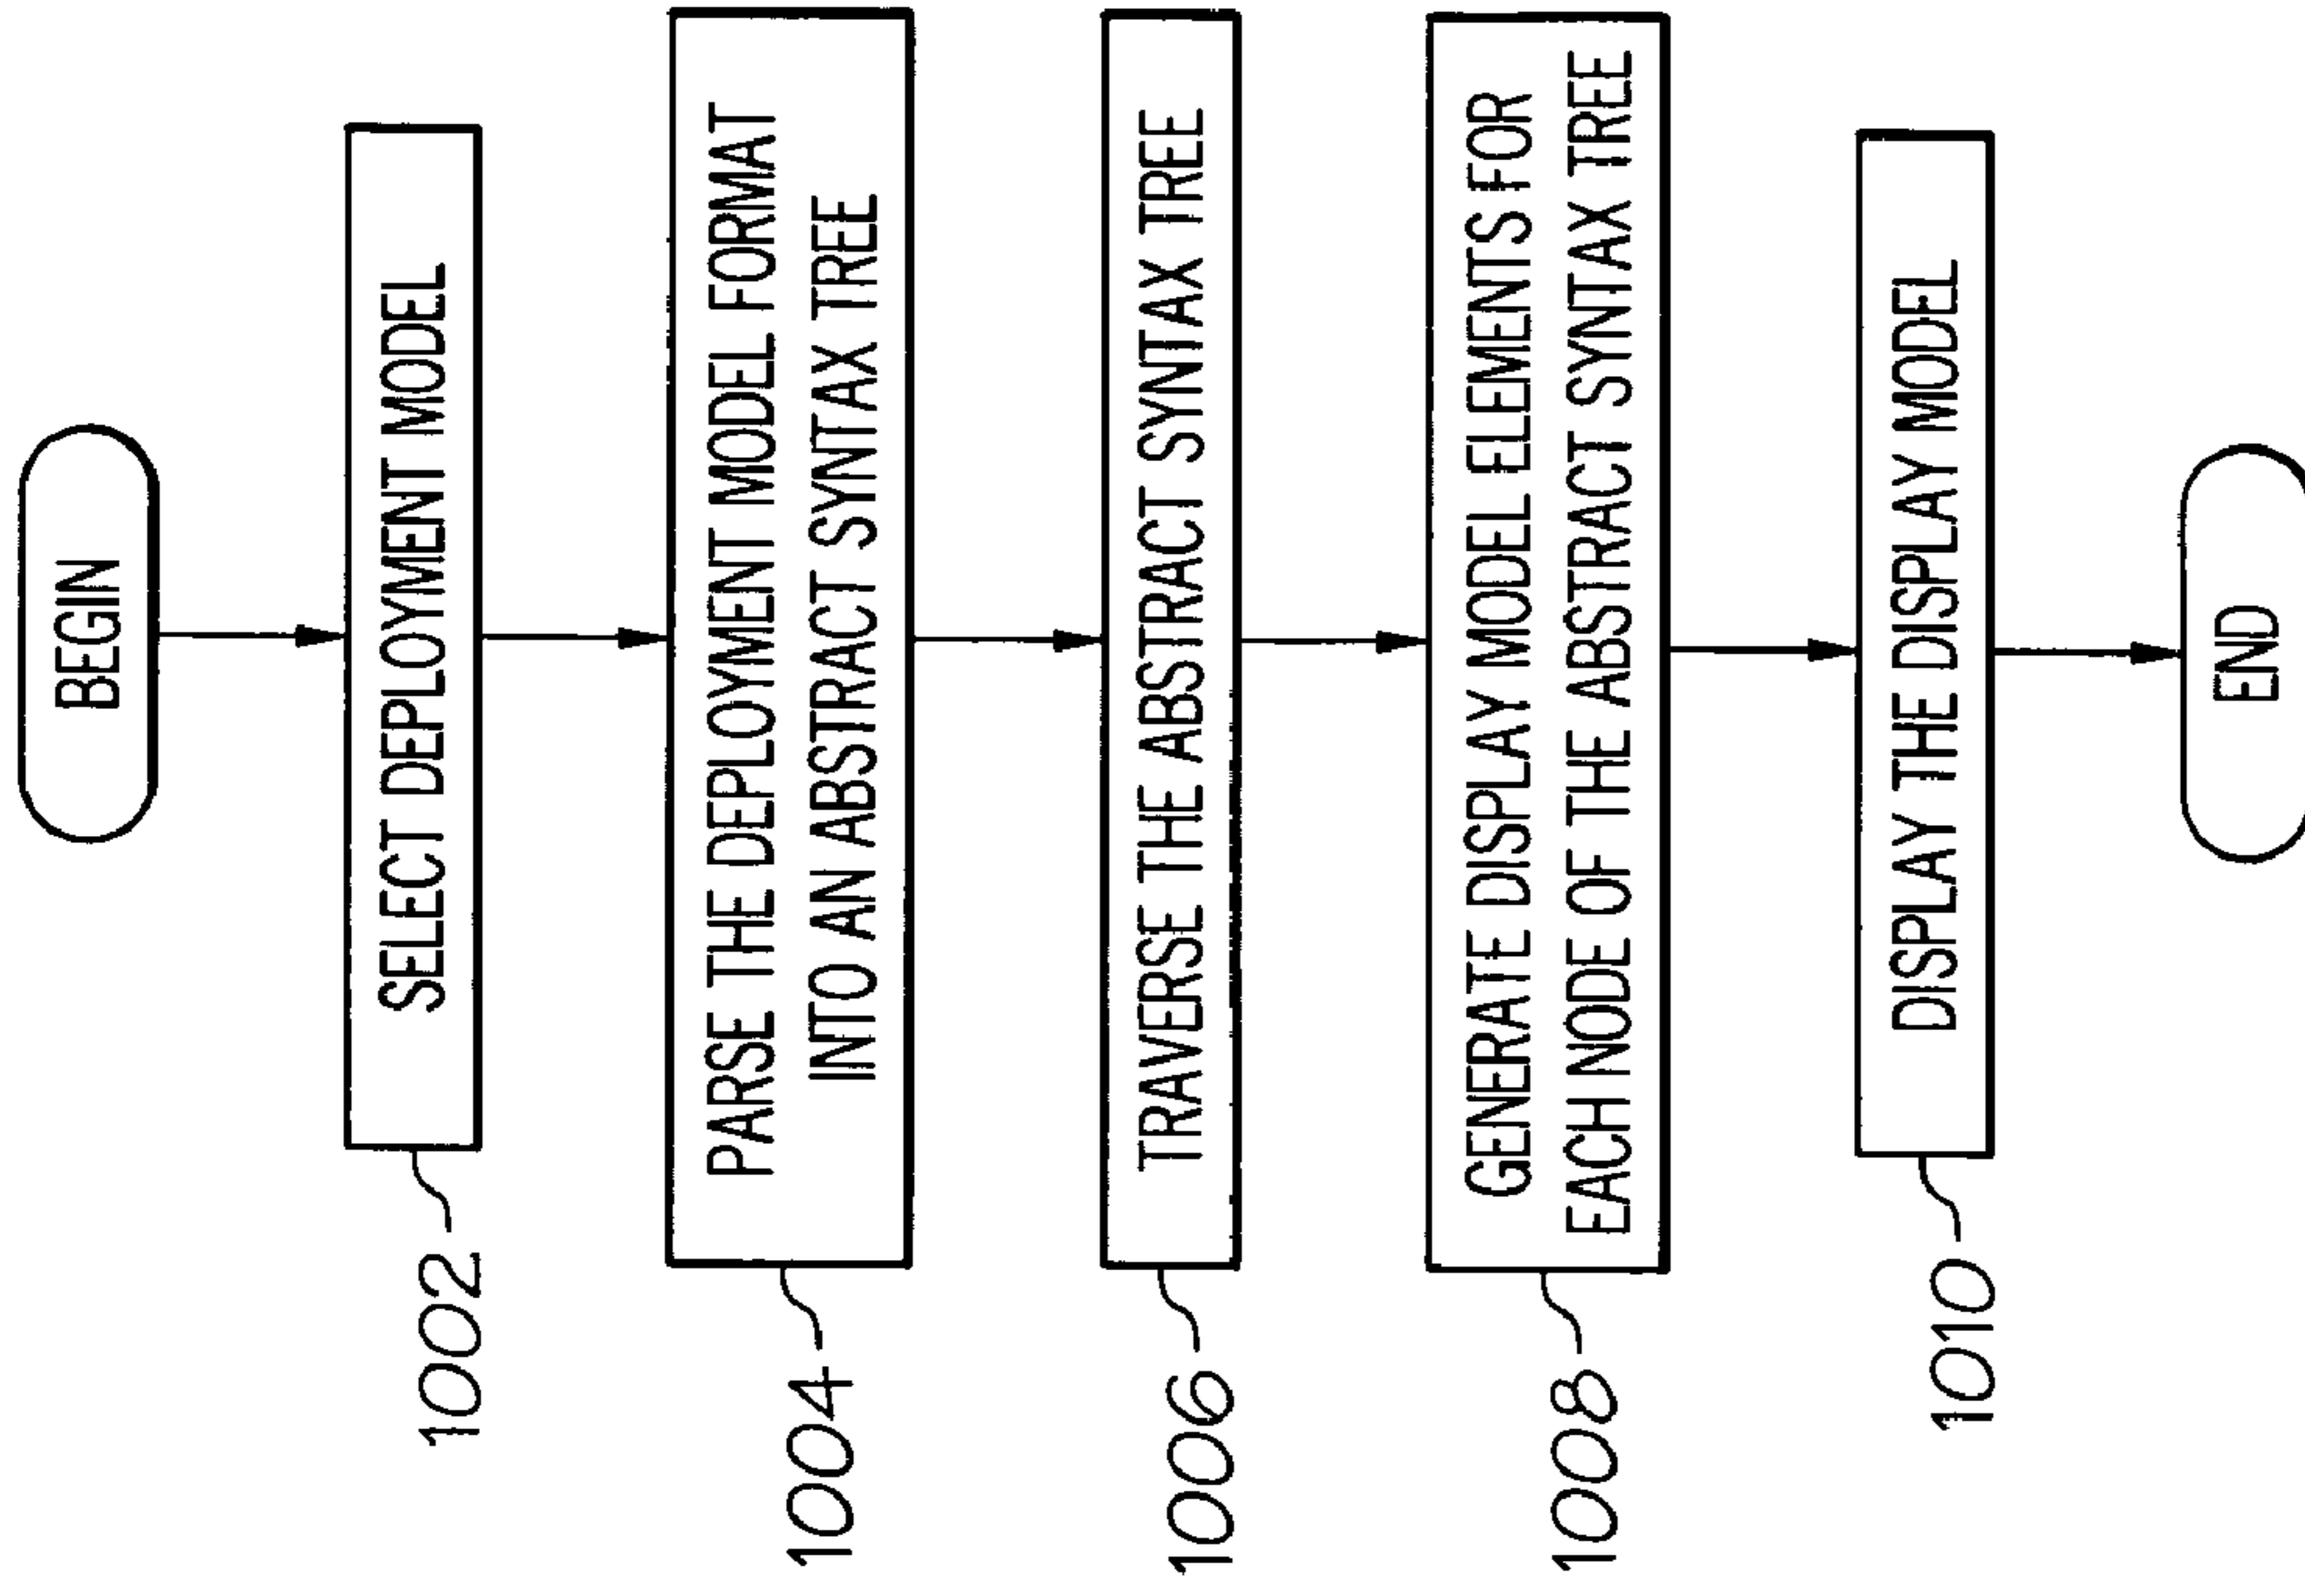 BEGIN
SELECT DEPLOYMENT MODEL
1002
PARSE THE DEPLOYMENT MODEL FORMAT
INTO AN ABSTRACT SYNTAX TREE
1004
TRAVERSE THE ABSTRACT SYNTAX TREE
1006
GENERATE DISPLAY MODEL ELEMENTS FOR
EACH NODE OF THE ABSTRACT SYNTAX TREE
1008
DISPLAY THE DISPLAY MODEL
1010
END